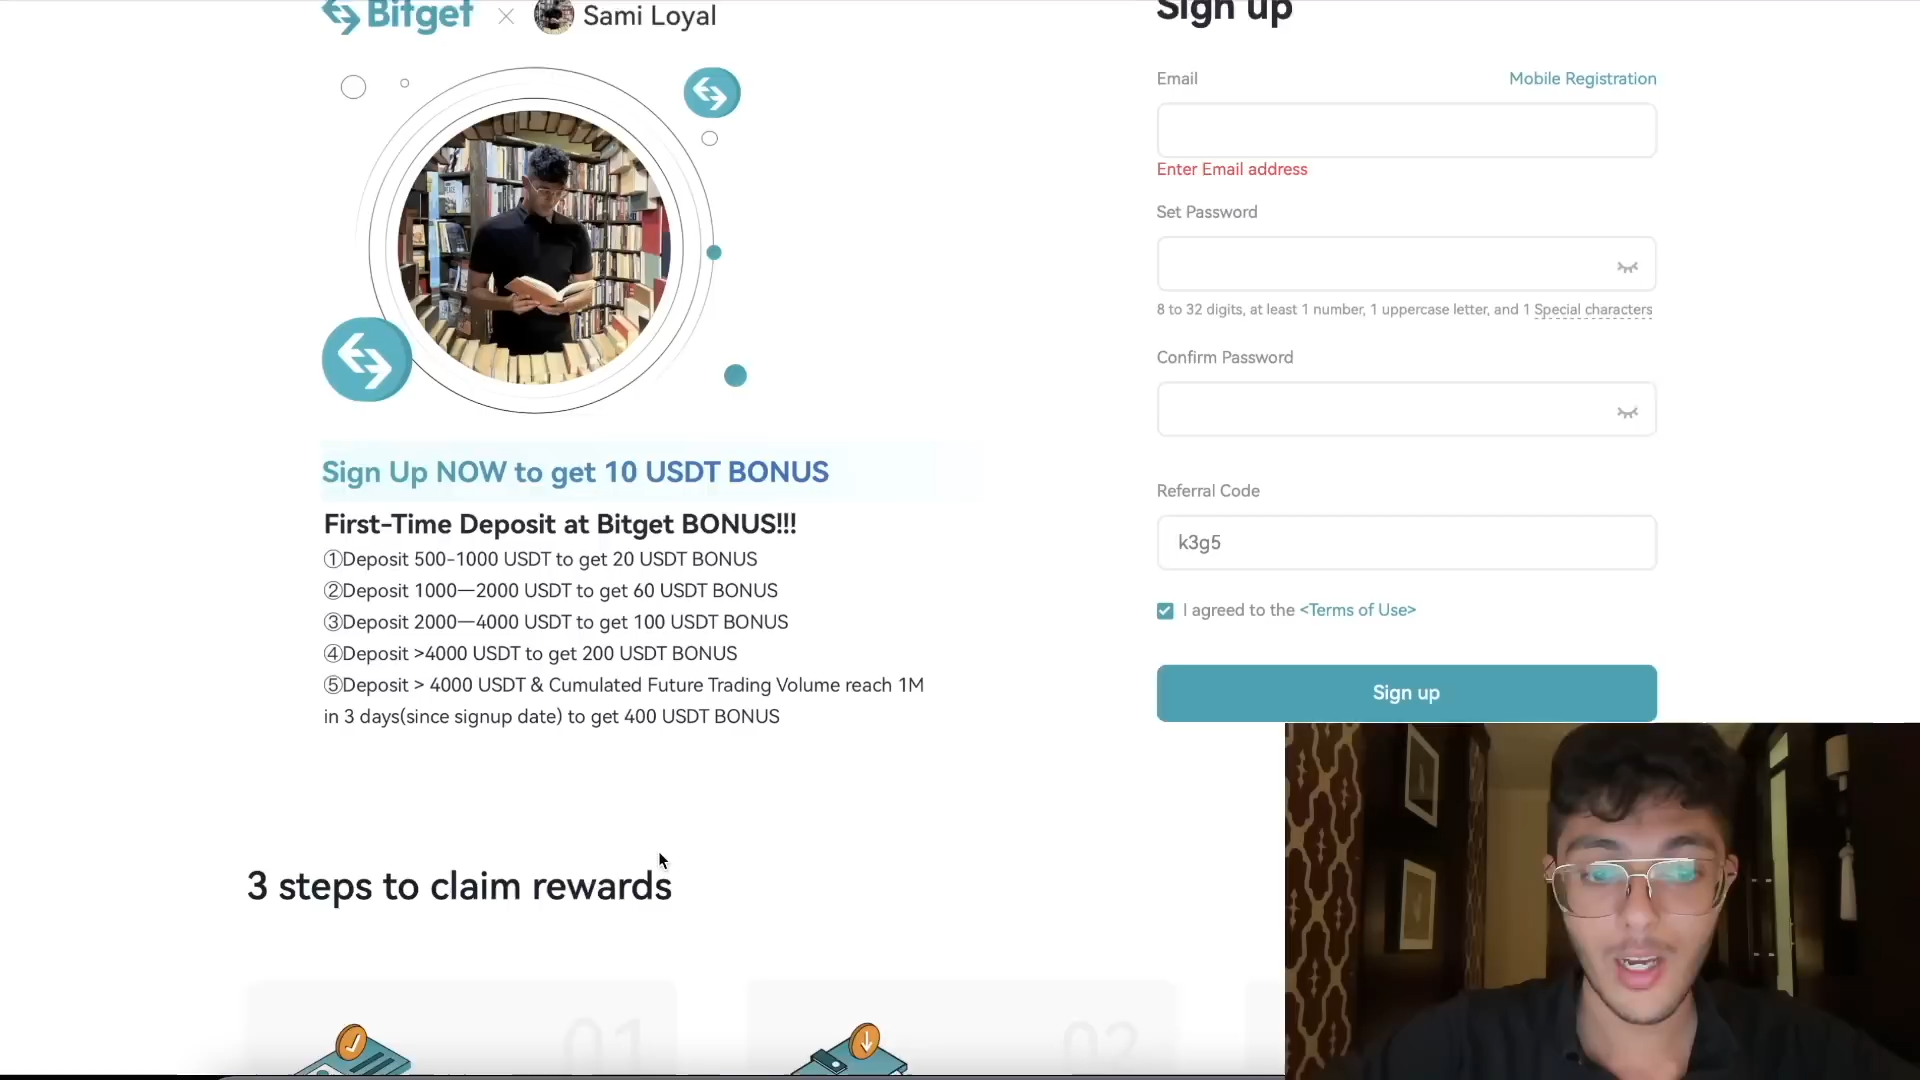 Bitget × Sami Loyal
Sign Up NOW to get 10 USDT BONUS
First-Time Deposit at Bitget BONUS!!!
①Deposit 500-1000 USDT to get 20 USDT BONUS
②Deposit 1000—2000 USDT to get 60 USDT BONUS
③Deposit 2000—4000 USDT to get 100 USDT BONUS
④Deposit >4000 USDT to get 200 USDT BONUS
⑤Deposit > 4000 USDT & Cumulated Future Trading Volume reach 1M
in 3 days(since signup date) to get 400 USDT BONUS
Sign up
Email
Mobile Registration
Enter Email address
Set Password
8 to 32 digits, at least 1 number, 1 uppercase letter, and 1 Special characters
Confirm Password
Referral Code
k3g5
I agreed to the <Terms of Use>
Sign up
3 steps to claim rewards
01
02